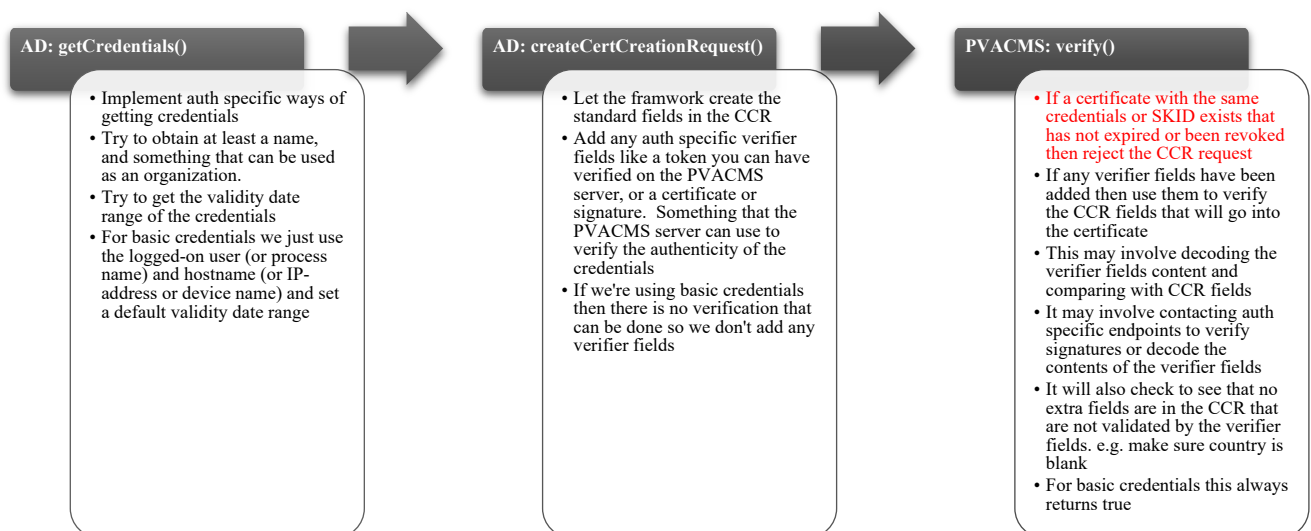 AD: getCredentials()
• Implement auth specific ways of
getting credentials
• Try to obtain at least a name,
and something that can be used
as an organization.
• Try to get the validity date
range of the credentials
• For basic credentials we just use
the logged-on user (or process
name) and hostname (or IP-
address or device name) and set
a default validity date range
AD: createCertCreationRequest()
• Let the framwork create the
standard fields in the CCR
• Add any auth specific verifier
fields like a token you can have
verified on the PVACMS
server, or a certificate or
signature.  Something that the
PVACMS server can use to
verify the authenticity of the
credentials
• If we're using basic credentials
then there is no verification that
can be done so we don't add any
verifier fields
PVACMS: verify()
• If a certificate with the same
credentials or SKID exists that
has not expired or been revoked
then reject the CCR request
• If any verifier fields have been
added then use them to verify
the CCR fields that will go into
the certificate
• This may involve decoding the
verifier fields content and
comparing with CCR fields
• It may involve contacting auth
specific endpoints to verify
signatures or decode the
contents of the verifier fields
• It will also check to see that no
extra fields are in the CCR that
are not validated by the verifier
fields. e.g. make sure country is
blank
• For basic credentials this always
returns true